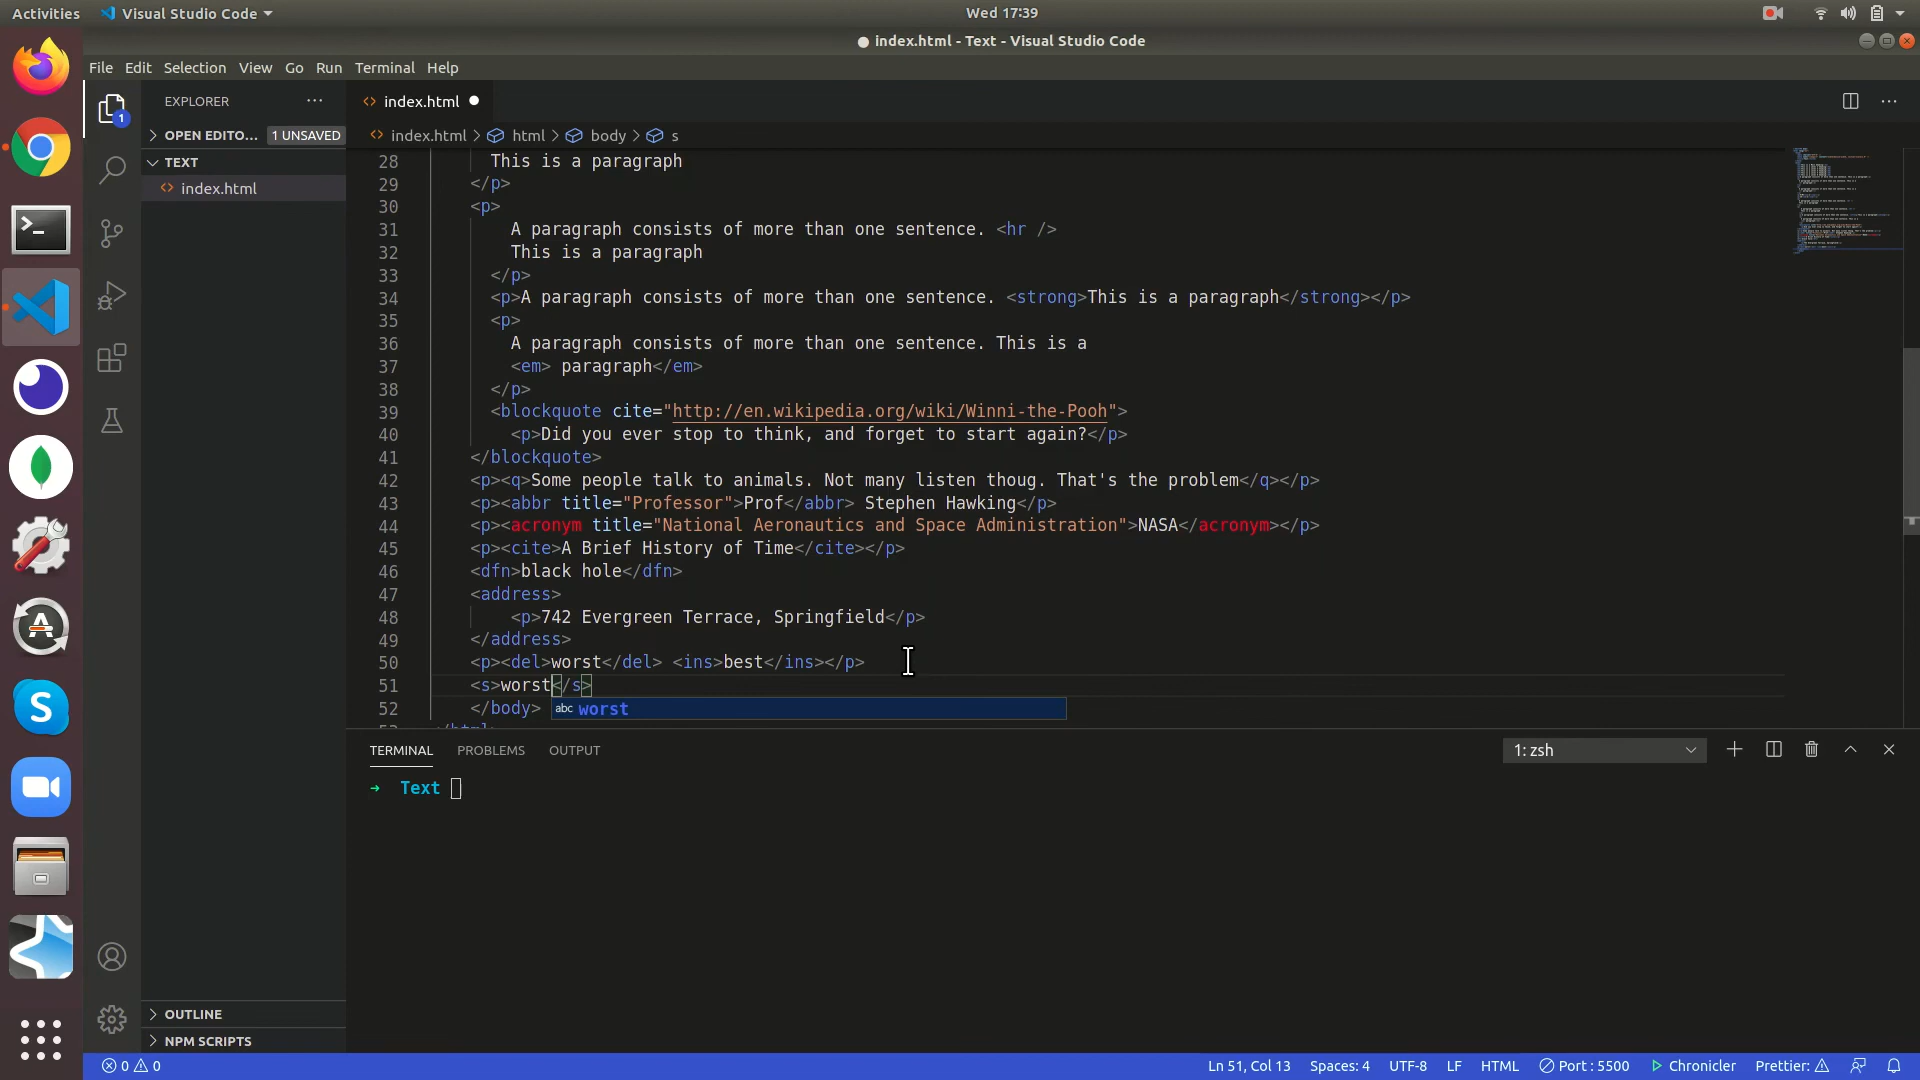 Activities Visual Studio Code Wed 17:39
index.html - Text - Visual Studio Code
File Edit Selection View Go Run Terminal Help
EXPLORER index.html
OPEN EDITO... 1 UNSAVED index.html > html > body > s
TEXT
index.html
1
28 This is a paragraph
29 </p>
30 <p>
31 A paragraph consists of more than one sentence. <hr />
32 This is a paragraph
33 </p>
34 <p>A paragraph consists of more than one sentence. <strong>This is a paragraph</strong></p>
35 <p>
36 A paragraph consists of more than one sentence. This is a
37 <em> paragraph</em>
38 </p>
39 <blockquote cite="http://en.wikipedia.org/wiki/Winni-the-Pooh">
40 <p>Did you ever stop to think, and forget to start again?</p>
41 </blockquote>
42 <p><q>Some people talk to animals. Not many listen thoug. That's the problem</q></p>
43 <p><abbr title="Professor">Prof</abbr> Stephen Hawking</p>
44 <p><acronym title="National Aeronautics and Space Administration">NASA</acronym></p>
45 <p><cite>A Brief History of Time</cite></p>
46 <dfn>black hole</dfn>
47 <address>
48 <p>742 Evergreen Terrace, Springfield</p>
49 </address>
50 <p><del>worst</del> <ins>best</ins></p>
51 <s>worst</s>
52 </body>
abc worst
TERMINAL PROBLEMS OUTPUT 1: zsh
→ Text
OUTLINE
NPM SCRIPTS
0 0 Ln 51, Col 13 Spaces: 4 UTF-8 LF HTML Port : 5500 Chronicler Prettier: